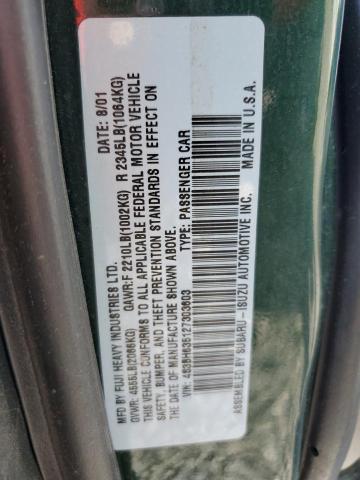 MFD BY FUJI HEAVY INDUSTRIES LTD. DATE: 8/01
GVWR: 4555LB(2066KG) GAWR:F 2210LB(1002KG) R 2345LB(1064KG)
THIS VEHICLE CONFORMS TO ALL APPLICABLE FEDERAL MOTOR VEHICLE
SAFETY, BUMPER, AND THEFT PREVENTION STANDARDS IN EFFECT ON
THE DATE OF MANUFACTURE SHOWN ABOVE.
VIN: 4S3BH635127303603 TYPE: PASSENGER CAR
ASSEMBLED BY SUBARU-ISUZU AUTOMOTIVE INC. MADE IN U.S.A.